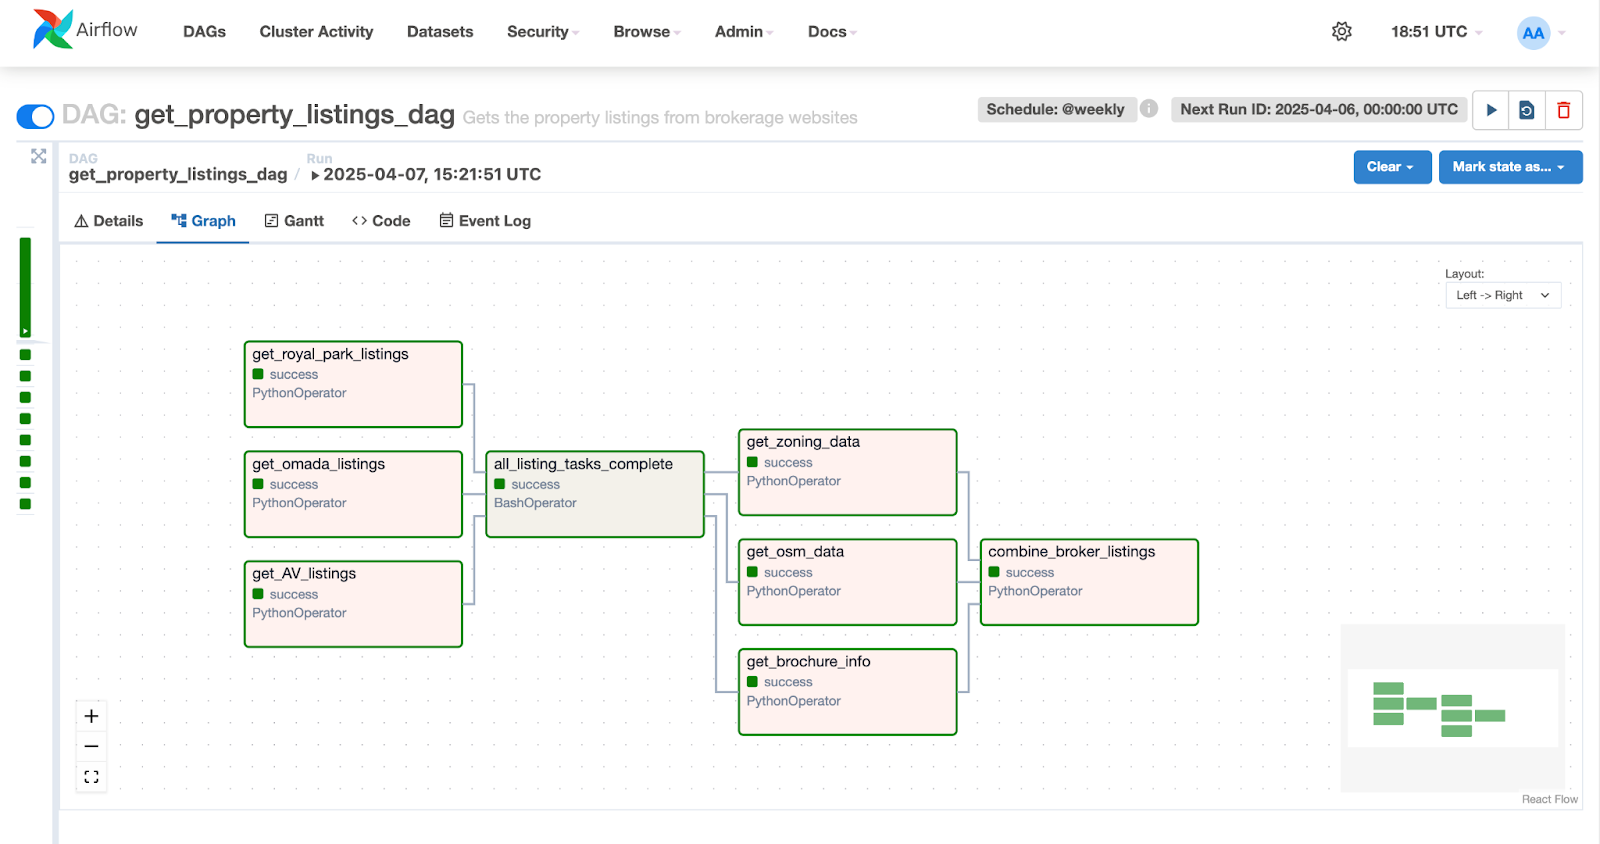 Airflow DAGs Cluster Activity Datasets Security Browse Admin Docs 18:51 UTC AA
DAG: get_property_listings_dag Gets the property listings from brokerage websites Schedule: @weekly i Next Run ID: 2025-04-06, 00:00:00 UTC
DAG Run
get_property_listings_dag / 2025-04-07, 15:21:51 UTC Clear Mark state as...
Details Graph Gantt Code Event Log
Layout:
Left -> Right
get_royal_park_listings
success
PythonOperator
get_omada_listings
success
PythonOperator
get_AV_listings
success
PythonOperator
all_listing_tasks_complete
success
BashOperator
get_zoning_data
success
PythonOperator
get_osm_data
success
PythonOperator
get_brochure_info
success
PythonOperator
combine_broker_listings
success
PythonOperator
React Flow